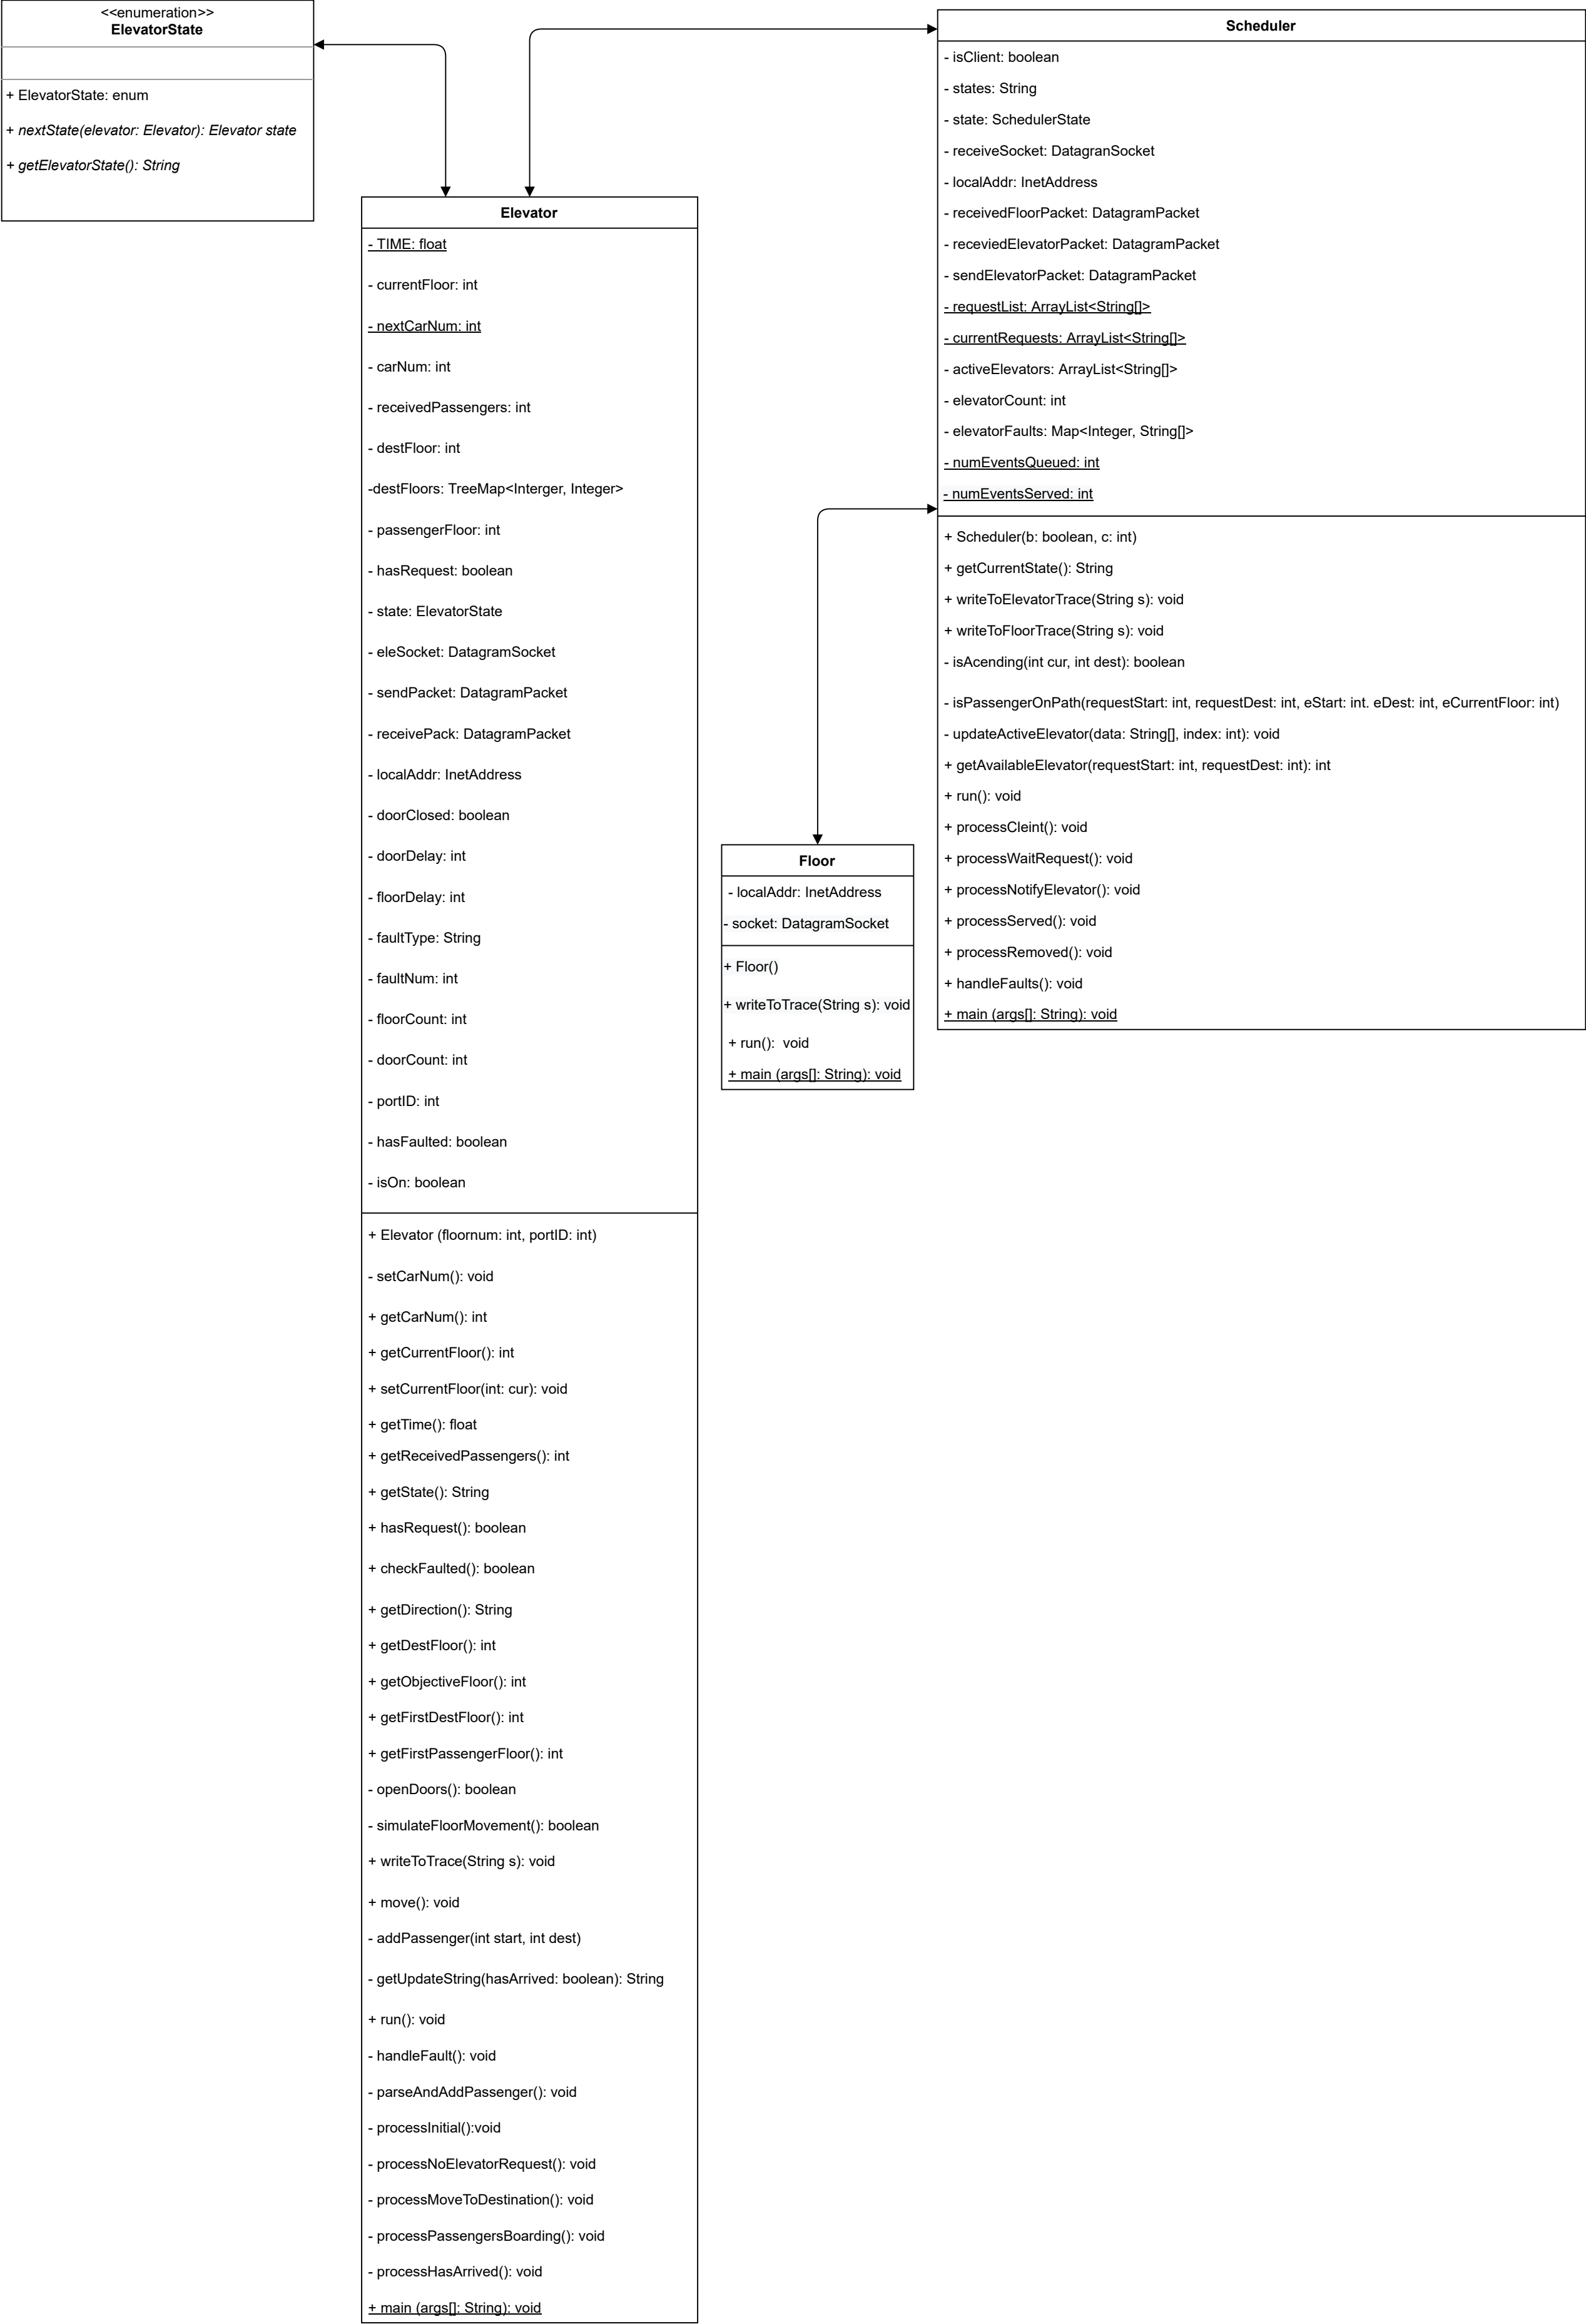 <<enumeration>>
ElevatorState
+ ElevatorState: enum
+ nextState(elevator: Elevator): Elevator state
+ getElevatorState(): String
Elevator
- TIME: float
- currentFloor: int
- nextCarNum: int
- carNum: int
- receivedPassengers: int
- destFloor: int
-destFloors: TreeMap<Interger, Integer>
- passengerFloor: int
- hasRequest: boolean
- state: ElevatorState
- eleSocket: DatagramSocket
- sendPacket: DatagramPacket
- receivePack: DatagramPacket
- localAddr: InetAddress
- doorClosed: boolean
- doorDelay: int
- floorDelay: int
- faultType: String
- faultNum: int
- floorCount: int
- doorCount: int
- portID: int
- hasFaulted: boolean
- isOn: boolean
+ Elevator (floornum: int, portID: int)
- setCarNum(): void
+ getCarNum(): int
+ getCurrentFloor(): int
+ setCurrentFloor(int: cur): void
+ getTime(): float
+ getReceivedPassengers(): int
+ getState(): String
+ hasRequest(): boolean
+ checkFaulted(): boolean
+ getDirection(): String
+ getDestFloor(): int
+ getObjectiveFloor(): int
+ getFirstDestFloor(): int
+ getFirstPassengerFloor(): int
- openDoors(): boolean
- simulateFloorMovement(): boolean
+ writeToTrace(String s): void
+ move(): void
- addPassenger(int start, int dest)
- getUpdateString(hasArrived: boolean): String
+ run(): void
- handleFault(): void
- parseAndAddPassenger(): void
- processInitial():void
- processNoElevatorRequest(): void
- processMoveToDestination(): void
- processPassengersBoarding(): void
- processHasArrived(): void
+ main (args[]: String): void
Floor
- localAddr: InetAddress
- socket: DatagramSocket
+ Floor()
+ writeToTrace(String s): void
+ run():  void
+ main (args[]: String): void
Scheduler
- isClient: boolean
- states: String
- state: SchedulerState
- receiveSocket: DatagranSocket
- localAddr: InetAddress
- receivedFloorPacket: DatagramPacket
- receviedElevatorPacket: DatagramPacket
- sendElevatorPacket: DatagramPacket
- requestList: ArrayList<String[]>
- currentRequests: ArrayList<String[]>
- activeElevators: ArrayList<String[]>
- elevatorCount: int
- elevatorFaults: Map<Integer, String[]>
- numEventsQueued: int
- numEventsServed: int
+ Scheduler(b: boolean, c: int)
+ getCurrentState(): String
+ writeToElevatorTrace(String s): void
+ writeToFloorTrace(String s): void
- isAcending(int cur, int dest): boolean
- isPassengerOnPath(requestStart: int, requestDest: int, eStart: int. eDest: int, eCurrentFloor: int)
- updateActiveElevator(data: String[], index: int): void
+ getAvailableElevator(requestStart: int, requestDest: int): int
+ run(): void
+ processCleint(): void
+ processWaitRequest(): void
+ processNotifyElevator(): void
+ processServed(): void
+ processRemoved(): void
+ handleFaults(): void
+ main (args[]: String): void